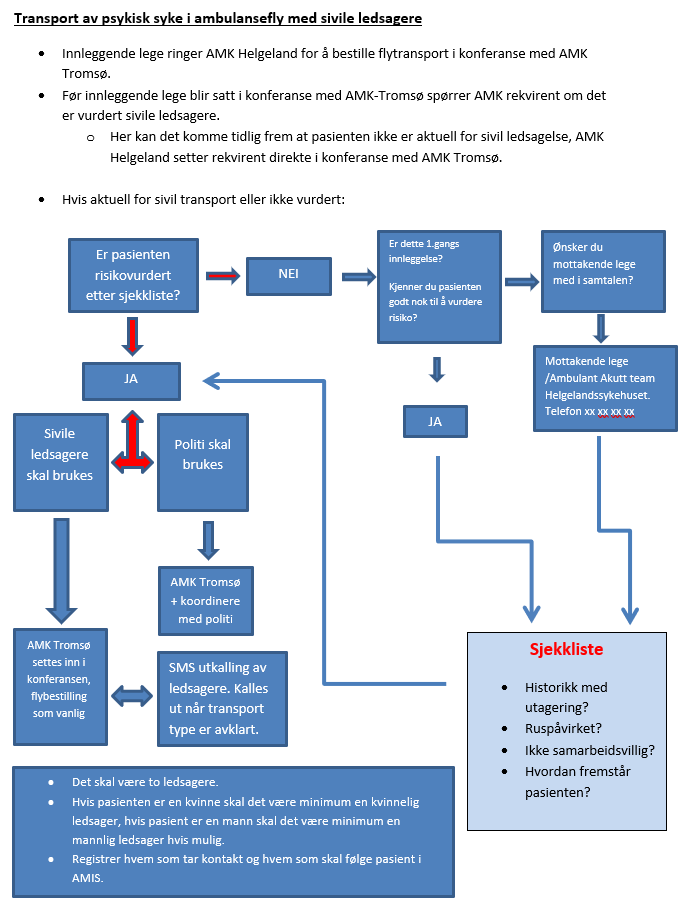 Transport av psykisk syke i ambulansefly med sivile ledsagere
Innleggende lege ringer AMK Helgeland for å bestille flytransport i konferanse med AMK
Tromsø.
Før innleggende lege blir satt i konferanse med AMK-Tromsø spørrer AMK rekvirent om det
er vurdert sivile ledsagere.
Her kan det komme tidlig frem at pasienten ikke er aktuell for sivil ledsagelse, AMK
Helgeland setter rekvirent direkte i konferanse med AMK Tromsø.
Hvis aktuell for sivil transport eller ikke vurdert:
Er pasienten
risikovurdert
etter sjekkliste?
NEI
Er dette 1.gangs
innleggelse?
Kjenner du pasienten
godt nok til å vurdere
risiko?
Ønsker du
mottakende lege
med i samtalen?
JA
Mottakende lege
/Ambulant Akutt team
Helgelandssykehuset.
Telefon xx xx xx xx
JA
Sivile
ledsagere
skal brukes
Politi skal
brukes
AMK Tromsø
+ koordinere
med politi
AMK Tromsø
settes inn i
konferansen,
flybestilling
som vanlig
SMS utkalling av
ledsagere. Kalles
ut når transport
type er avklart.
Sjekkliste
Historikk med
utagering?
Ruspåvirket?
Ikke samarbeidsvillig?
Hvordan fremstår
pasienten?
Det skal være to ledsagere.
Hvis pasienten er en kvinne skal det være minimum en kvinnelig
ledsager, hvis pasient er en mann skal det være minimum en
mannlig ledsager hvis mulig.
Registrer hvem som tar kontakt og hvem som skal følge pasient i
AMIS.